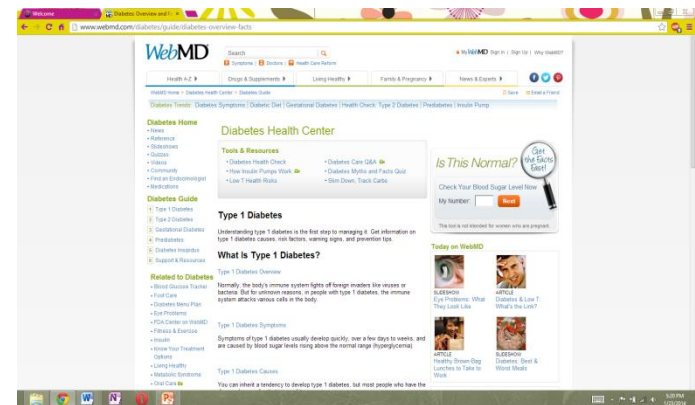 Welcome
Diabetes Overview and F
www.webmd.com/diabetes/guide/diabetes-overview-facts
WebMD
Search
Symptoms | Doctors | Health Care Reform
My WebMD Sign In | Sign Up | Why WebMD?
Health A-Z
Drugs & Supplements
Living Healthy
Family & Pregnancy
News & Experts
WebMD Home > Diabetes Health Center > Diabetes Guide
Save
Email a Friend
Diabetes Trends: Diabetes Symptoms | Diabetic Diet | Gestational Diabetes | Health Check: Type 2 Diabetes | Prediabetes | Insulin Pump
Diabetes Home
News
Reference
Slideshows
Quizzes
Videos
Community
Find an Endocrinologist
Medications
Diabetes Guide
1 Type 1 Diabetes
2 Type 2 Diabetes
3 Gestational Diabetes
4 Prediabetes
5 Diabetes Insipidus
6 Support & Resources
Related to Diabetes
Blood Glucose Tracker
Foot Care
Diabetes Menu Plan
Eye Problems
FDA Center on WebMD
Fitness & Exercise
Insulin
Know Your Treatment
Options
Living Healthy
Metabolic Syndrome
Oral Care
Diabetes Health Center
Tools & Resources
Diabetes Health Check
How Insulin Pumps Work
Low T Health Risks
Diabetes Care Q&A
Diabetes Myths and Facts Quiz
Slim Down, Track Carbs
Type 1 Diabetes
Understanding type 1 diabetes is the first step to managing it. Get information on
type 1 diabetes causes, risk factors, warning signs, and prevention tips.
What Is Type 1 Diabetes?
Type 1 Diabetes Overview
Normally, the body's immune system fights off foreign invaders like viruses or
bacteria. But for unknown reasons, in people with type 1 diabetes, the immune
system attacks various cells in the body.
Type 1 Diabetes Symptoms
Symptoms of type 1 diabetes usually develop quickly, over a few days to weeks, and
are caused by blood sugar levels rising above the normal range (hyperglycemia).
Type 1 Diabetes Causes
You can inherit a tendency to develop type 1 diabetes, but most people who have the
Is This Normal?
Get
the Facts
Fast!
Check Your Blood Sugar Level Now
My Number:
Next
This tool is not intended for women who are pregnant.
Today on WebMD
SLIDESHOW
Eye Problems: What
They Look Like
ARTICLE
Diabetes & Low T:
What's the Link?
ARTICLE
Healthy Brown-Bag
Lunches to Take to
Work
SLIDESHOW
Diabetes: Best &
Worst Meals
5:39 PM